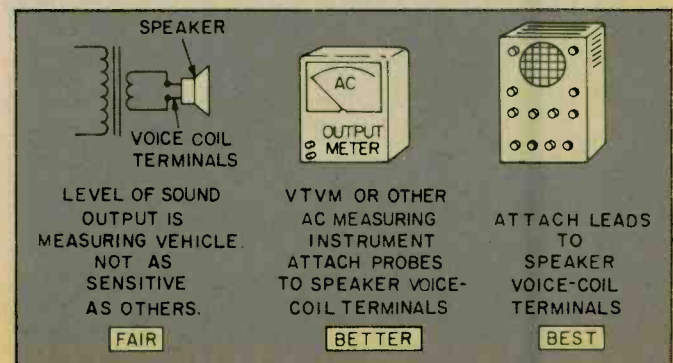 SPEAKER
VOICE COIL
TERMINALS
LEVEL OF SOUND
OUTPUT IS
MEASURING VEHICLE.
NOT AS
SENSITIVE
AS OTHERS.
FAIR
AC
OUTPUT
METER
VTVM OR OTHER
AC MEASURING
INSTRUMENT
ATTACH PROBES
TO SPEAKER VOICE-
COIL TERMINALS
BETTER
ATTACH LEADS
TO
SPEAKER
VOICE-COIL
TERMINALS
BEST